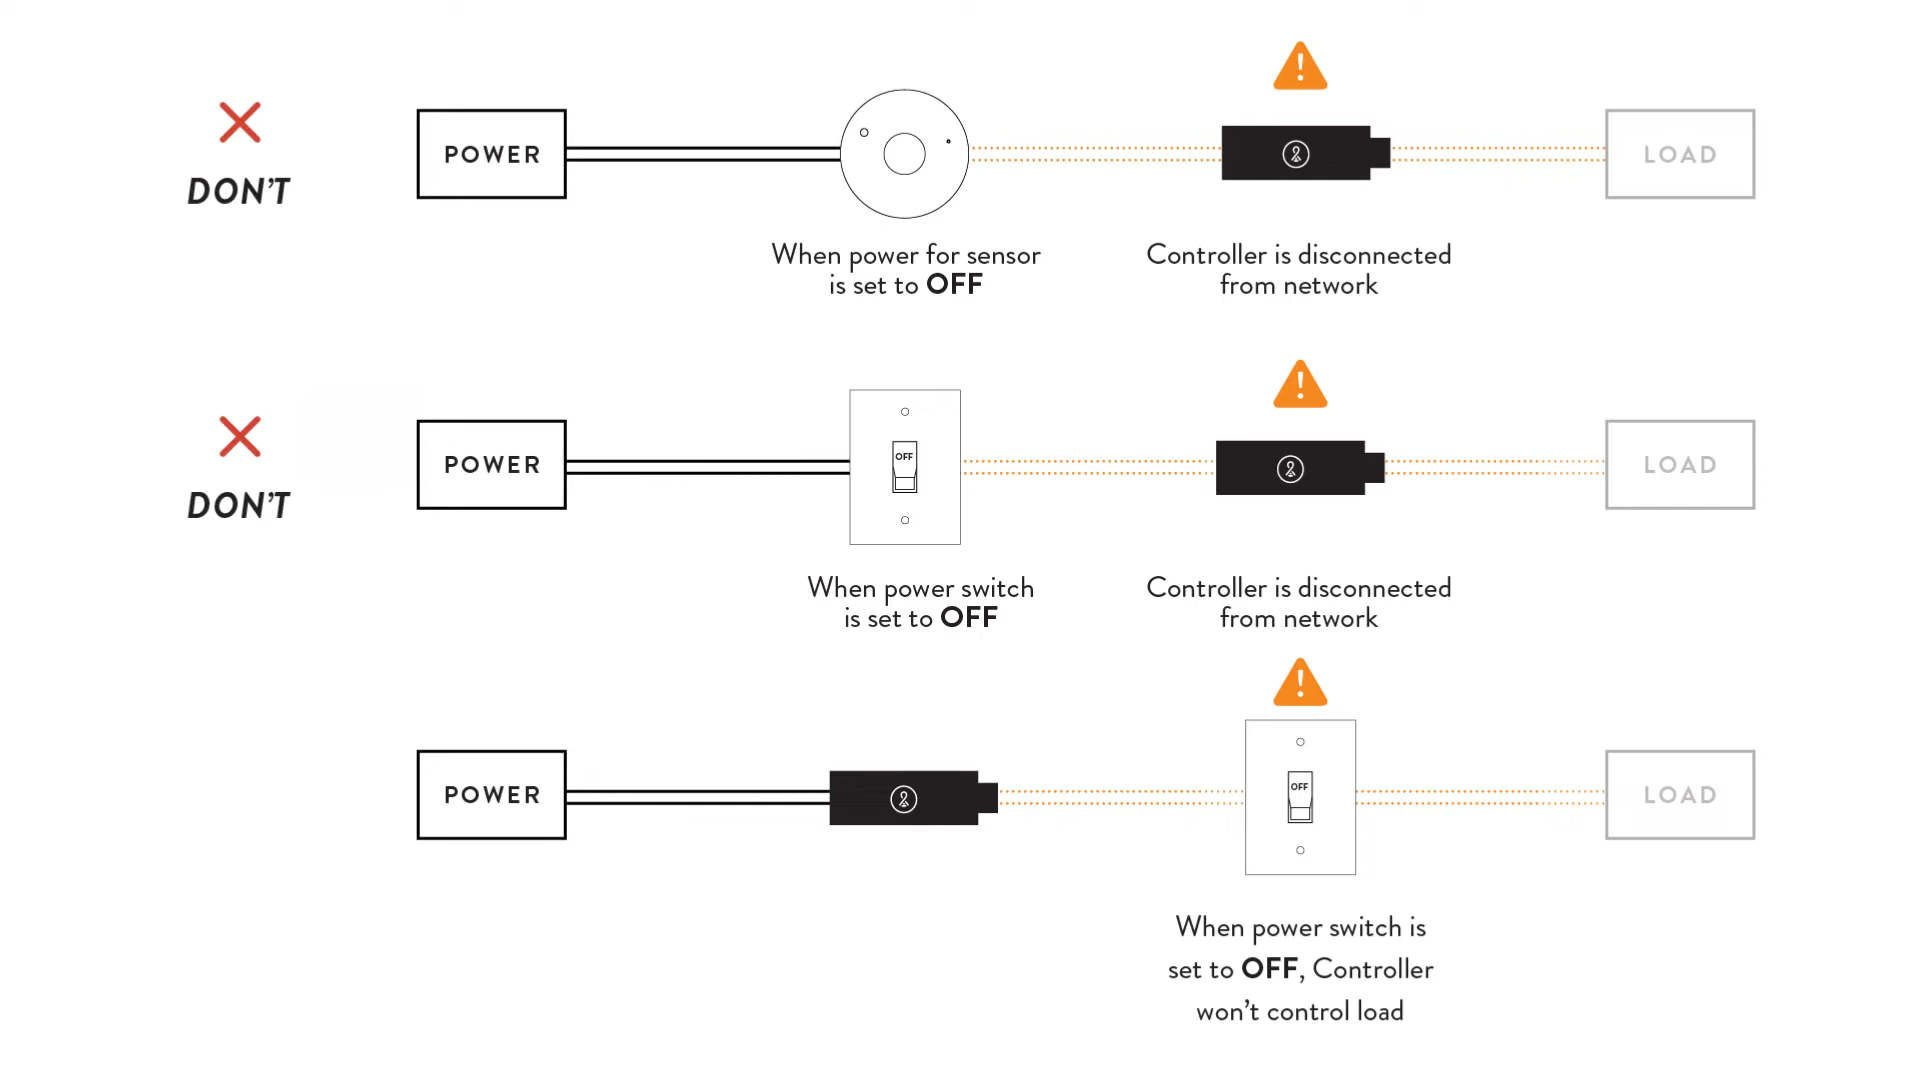 DON'T
POWER
LOAD
When power for sensor
is set to OFF
Controller is disconnected
from network
DON'T
POWER
OFF
LOAD
When power switch
is set to OFF
Controller is disconnected
from network
POWER
OFF
LOAD
When power switch is
set to OFF, Controller
won't control load